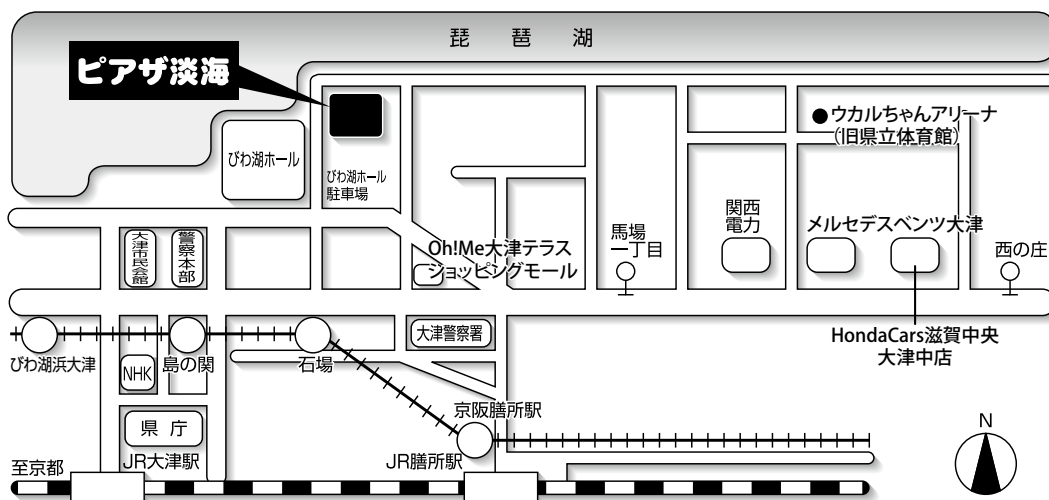 琵琶湖
ピアザ淡海
ウカルちゃんアリーナ
(旧県立体育館)
びわ湖ホール
びわ湖ホール
駐車場
大津市民会館
警察本部
Oh!Me大津テラス
ショッピングモール
馬場
一丁目
関西
電力
メルセデスベンツ大津
西の庄
大津警察署
HondaCars滋賀中央
大津中店
びわ湖浜大津
島の関
石場
NHK
京阪膳所駅
県庁
JR大津駅
JR膳所駅
至京都
N